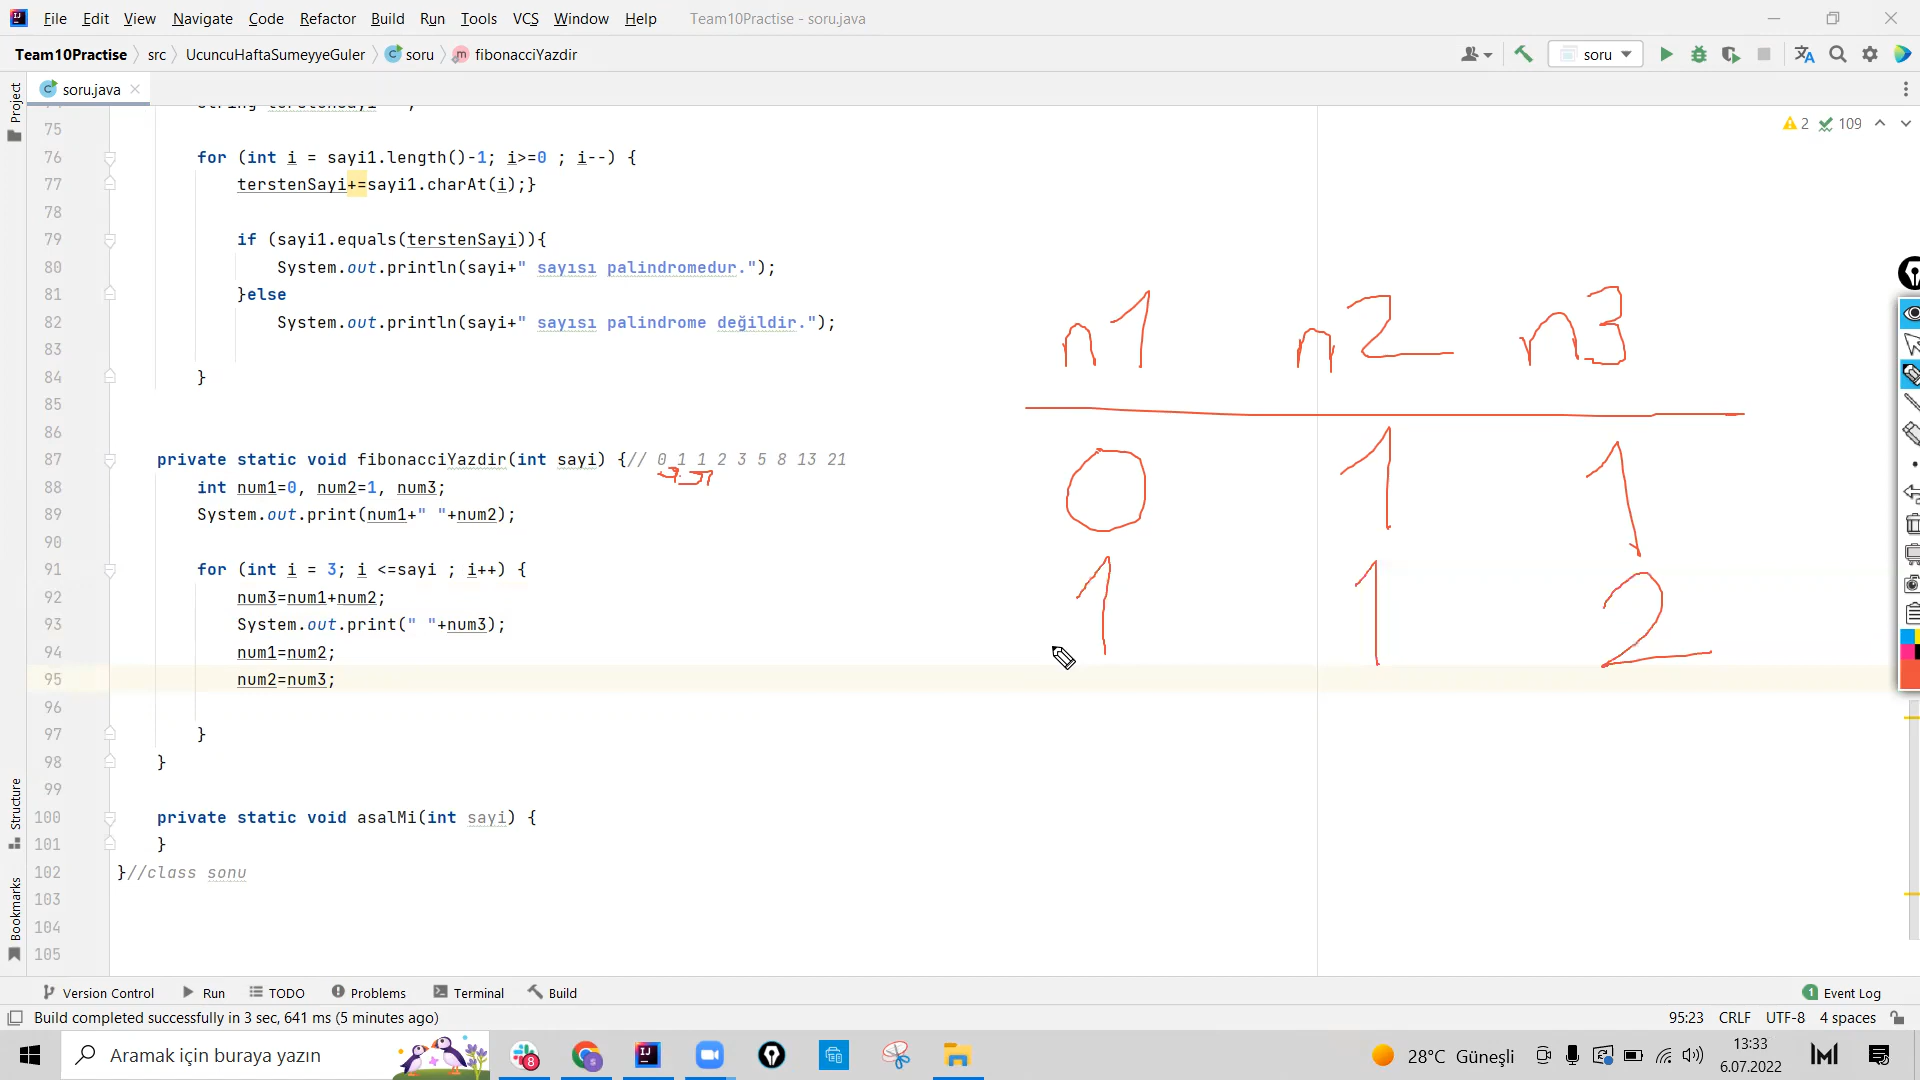 File Edit View Navigate Code Refactor Build Run Tools VCS Window Help Team10Practise - soru.java
Team10Practise src UcuncuHaftaSumeyyeGuler soru fibonacciYazdir soru
Project
soru.java
2 109
75
76 for (int i = sayi1.length()-1; i>=0 ; i--) {
77 terstenSayi+=sayi1.charAt(i);}
78
79 if (sayi1.equals(terstenSayi)){
80 System.out.println(sayi+" sayısı palindromedur.");
81 }else
82 System.out.println(sayi+" sayısı palindrome değildir.");
83
84 }
85
86
87 private static void fibonacciYazdir(int sayi) {// 0 1 1 2 3 5 8 13 21
88 int num1=0, num2=1, num3;
89 System.out.print(num1+" "+num2);
90
91 for (int i = 3; i <=sayi ; i++) {
92 num3=num1+num2;
93 System.out.print(" "+num3);
94 num1=num2;
95 num2=num3;
96
97 }
98 }
99
100 private static void asalMi(int sayi) {
101 }
102 }//class sonu
103
104
105
n1 n2 n3
0 1 1
1 1 2
Structure
Bookmarks
Version Control Run TODO Problems Terminal Build 1 Event Log
Build completed successfully in 3 sec, 641 ms (5 minutes ago) 95:23 CRLF UTF-8 4 spaces
Aramak için buraya yazın 8 28°C Güneşli 13:33
6.07.2022